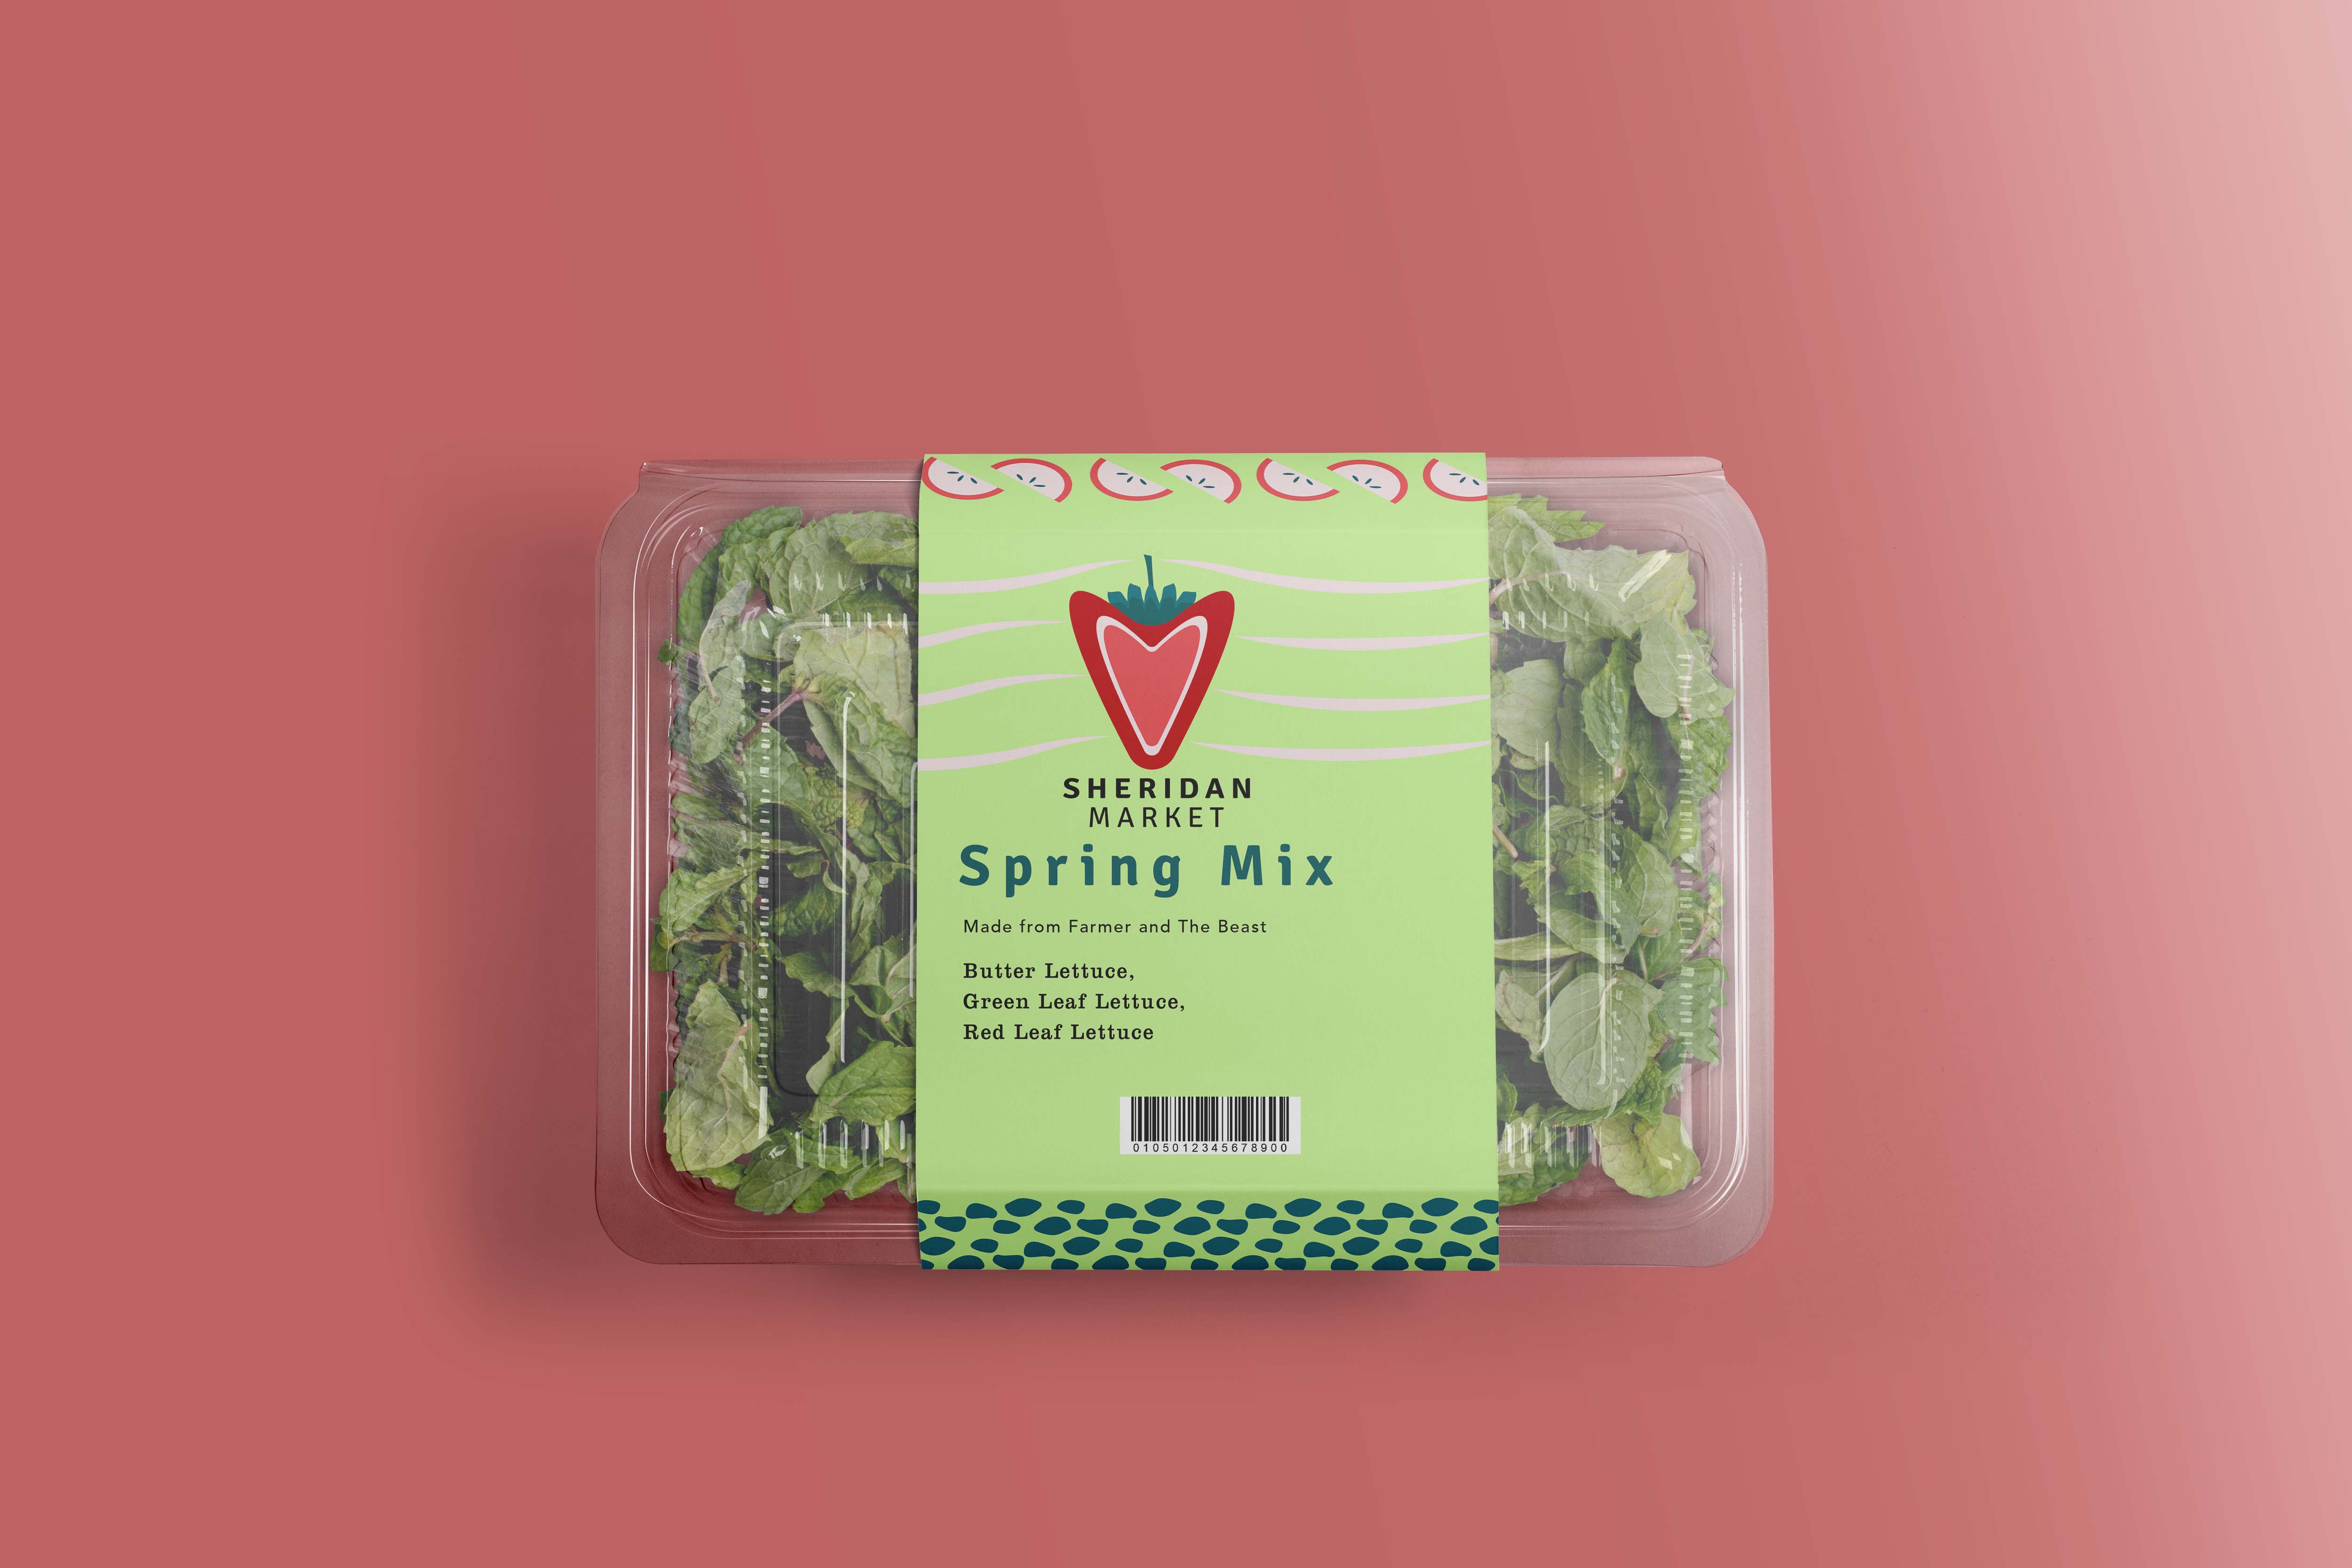 SHERIDAN
MARKET
Spring Mix
Made from Farmer and The Beast
Butter Lettuce,
Green Leaf Lettuce,
Red Leaf Lettuce
0105012345678900